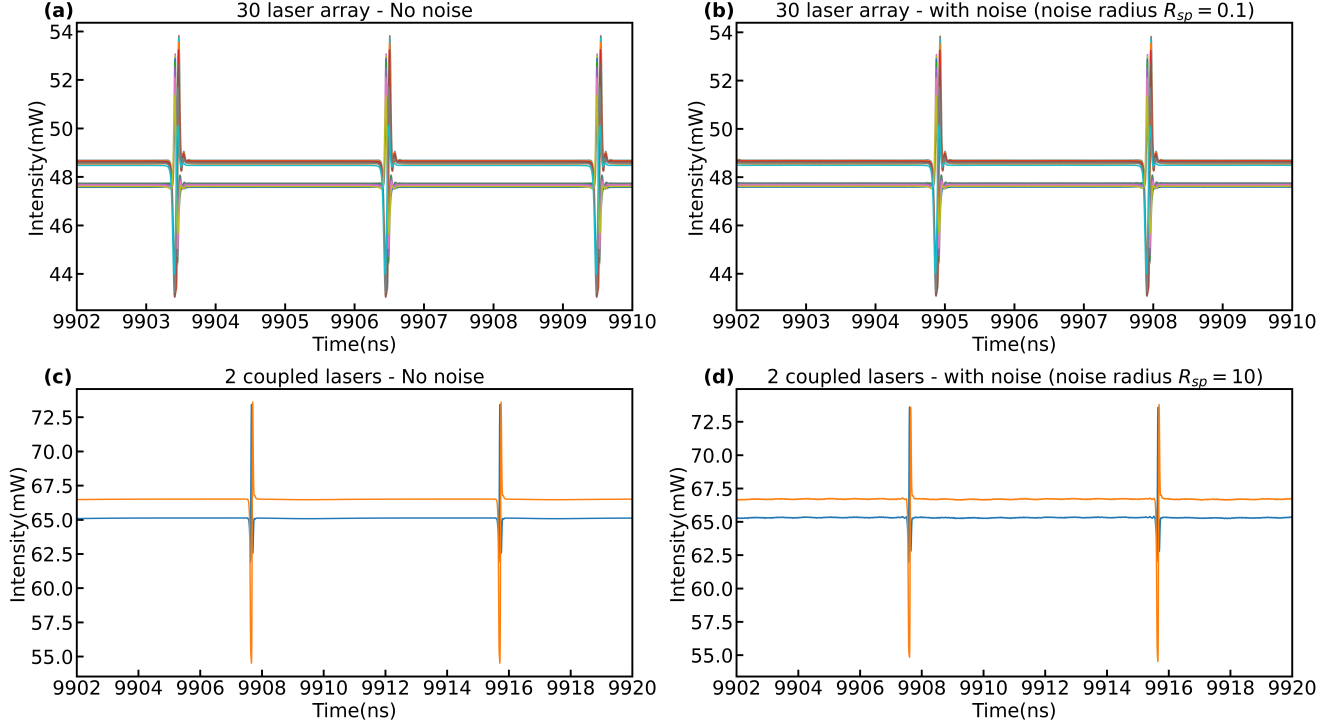 (a) 30 laser array - No noise
54
52
50
48
46
44
Intensity(mW)
9902 9903 9904 9905 9906 9907 9908 9909 9910
Time(ns)
(b) 30 laser array - with noise (noise radius R_sp = 0.1)
54
52
50
48
46
44
Intensity(mW)
9902 9903 9904 9905 9906 9907 9908 9909 9910
Time(ns)
(c) 2 coupled lasers - No noise
72.5
70.0
67.5
65.0
62.5
60.0
57.5
55.0
Intensity(mW)
9902 9904 9906 9908 9910 9912 9914 9916 9918 9920
Time(ns)
(d) 2 coupled lasers - with noise (noise radius R_sp = 10)
72.5
70.0
67.5
65.0
62.5
60.0
57.5
55.0
Intensity(mW)
9902 9904 9906 9908 9910 9912 9914 9916 9918 9920
Time(ns)